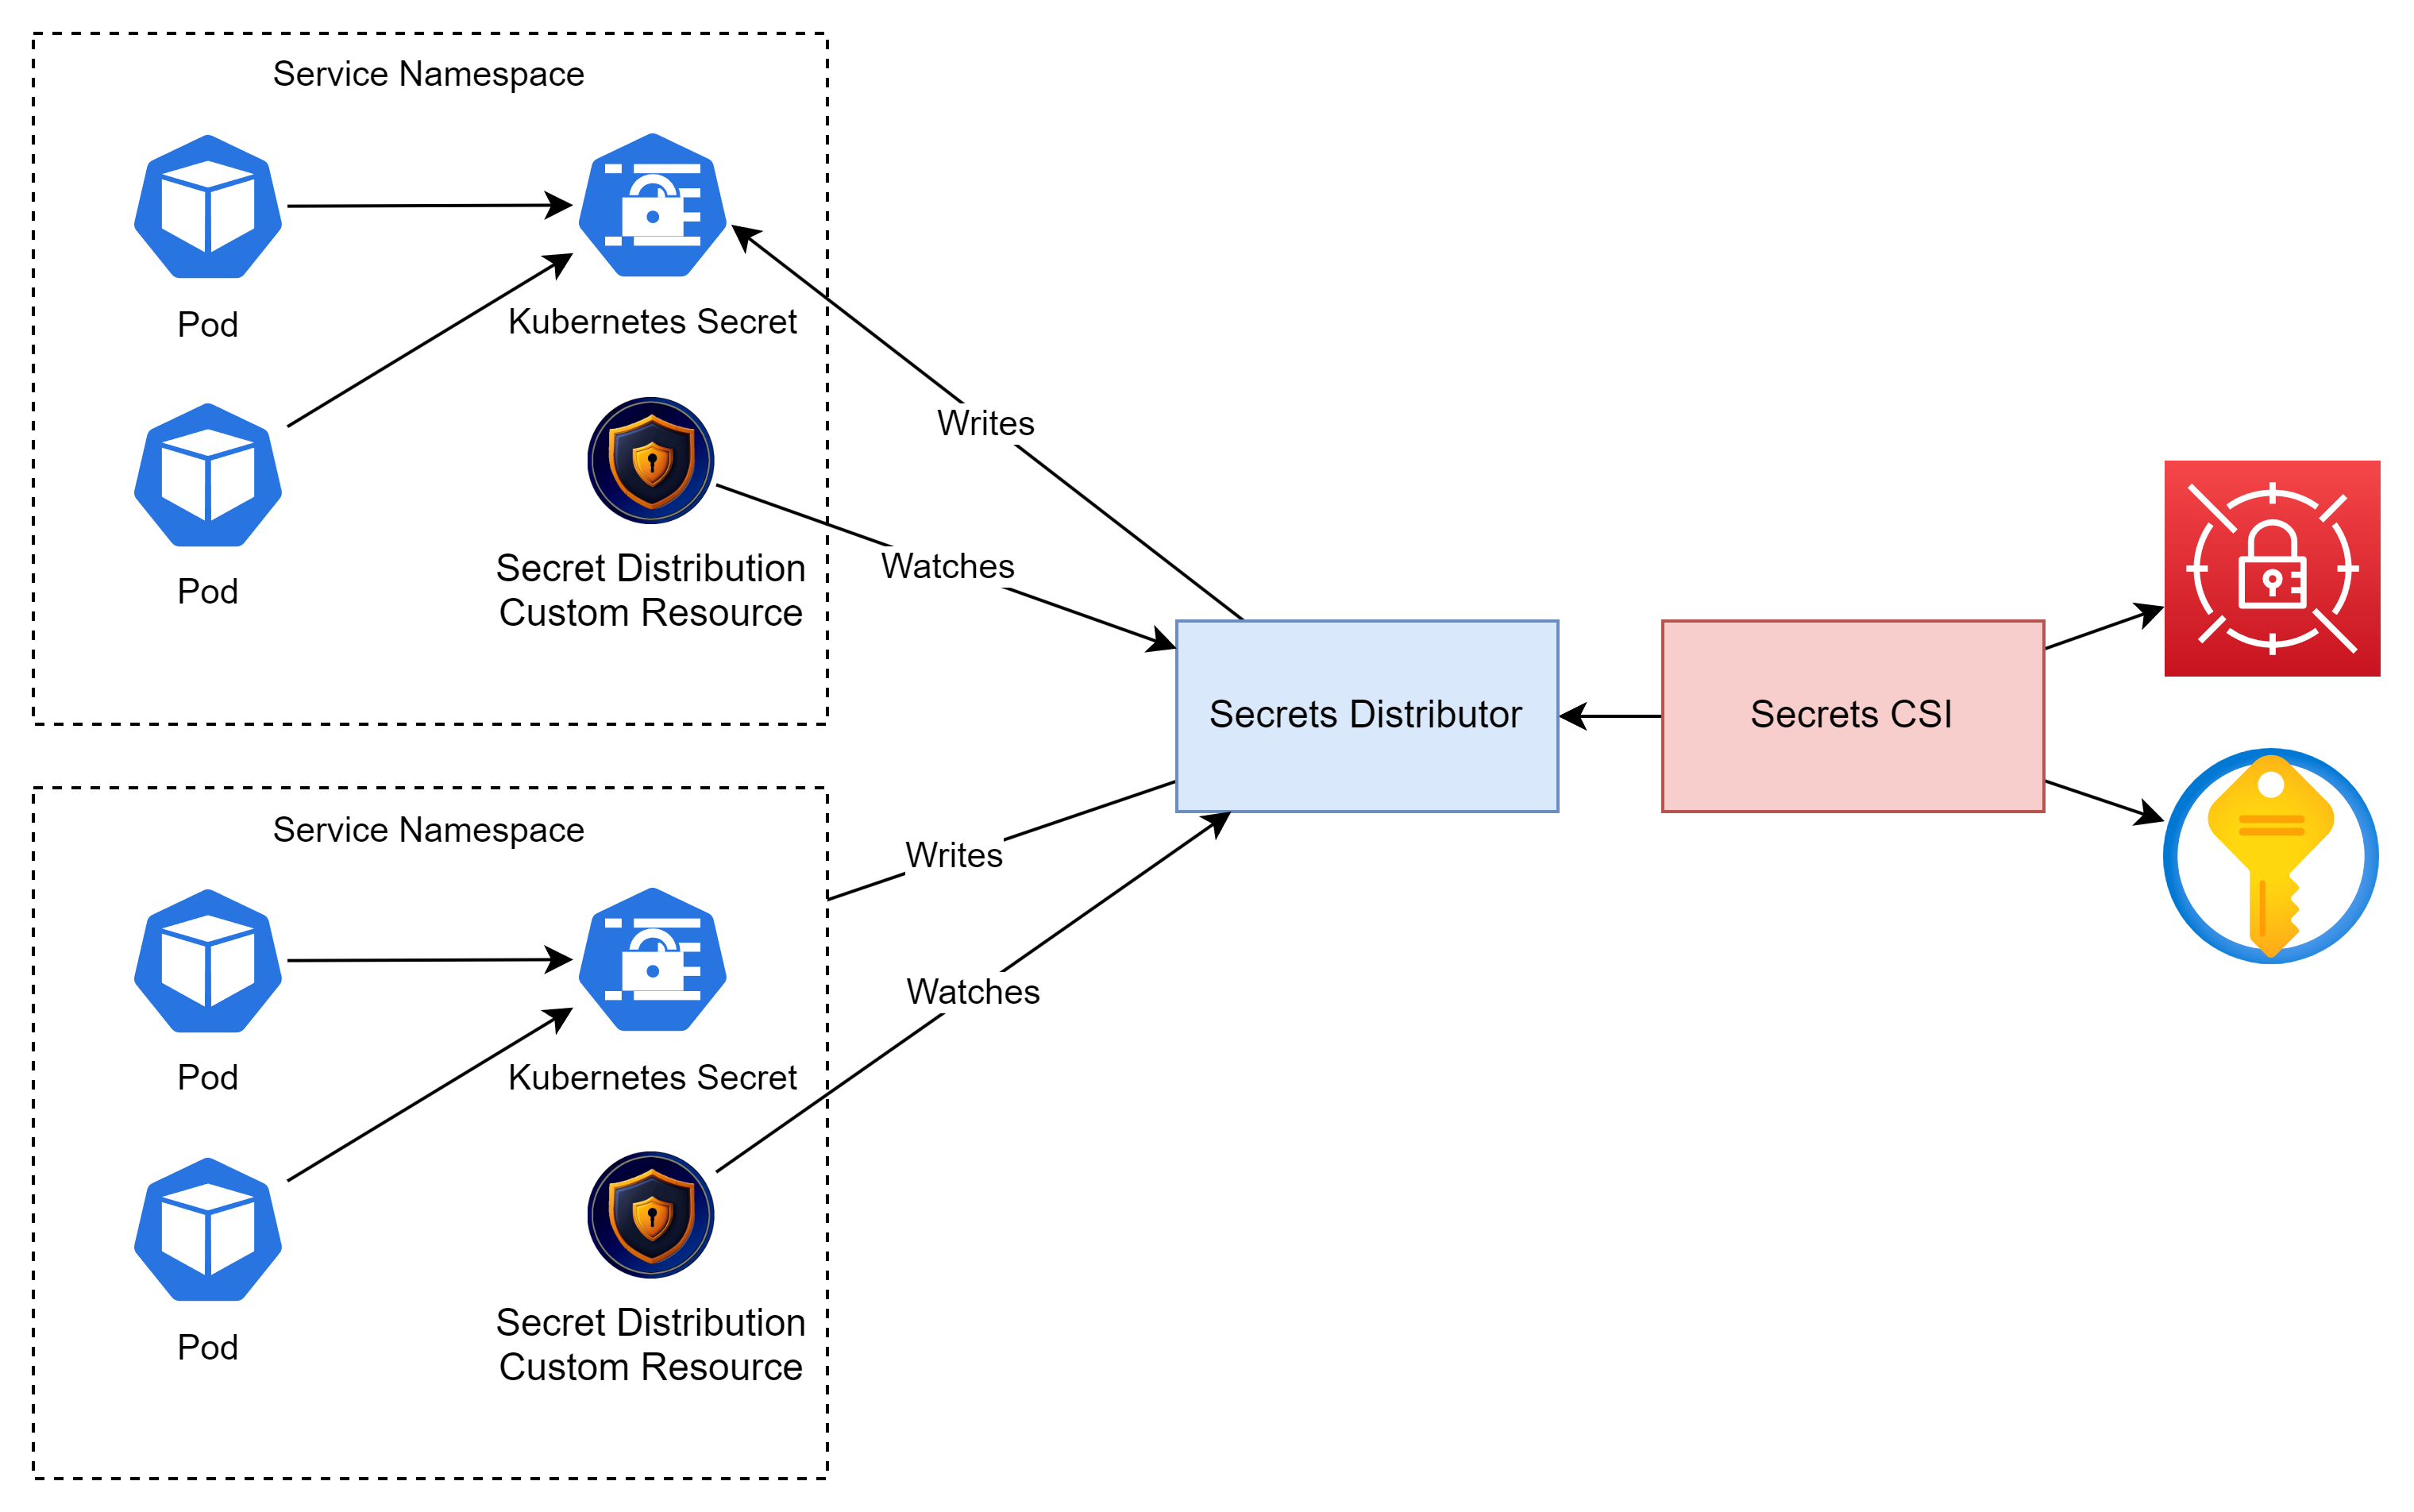 Service Namespace
Pod
Kubernetes Secret
Pod
Secret Distribution
Custom Resource
Writes
Watches
Secrets Distributor
Secrets CSI
Service Namespace
Pod
Kubernetes Secret
Pod
Secret Distribution
Custom Resource
Writes
Watches